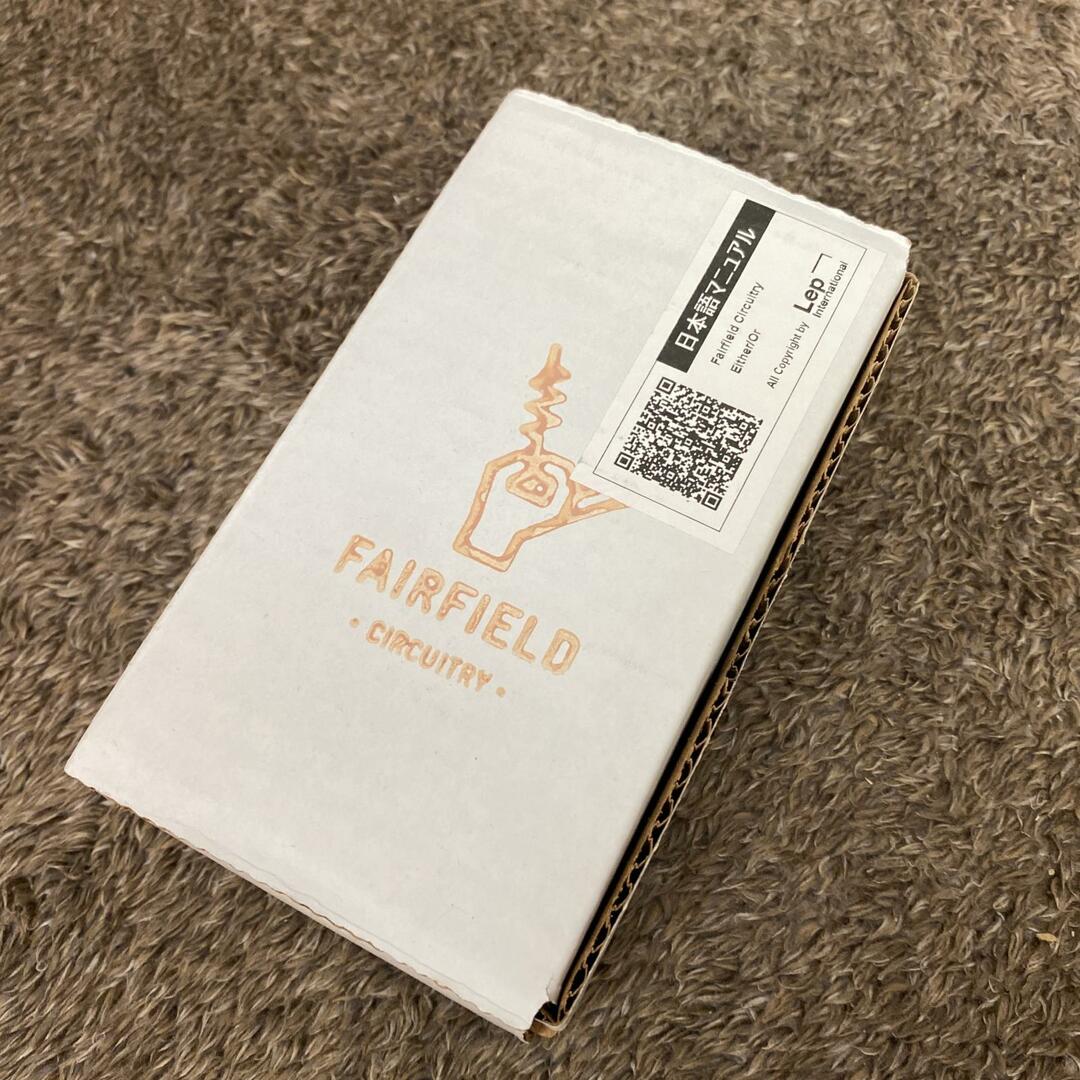 日本語マニュアル
Fairfield Circuitry
Either/Or
All Copyright by Lep
International
FAIRFIELD
• CIRCUITRY •